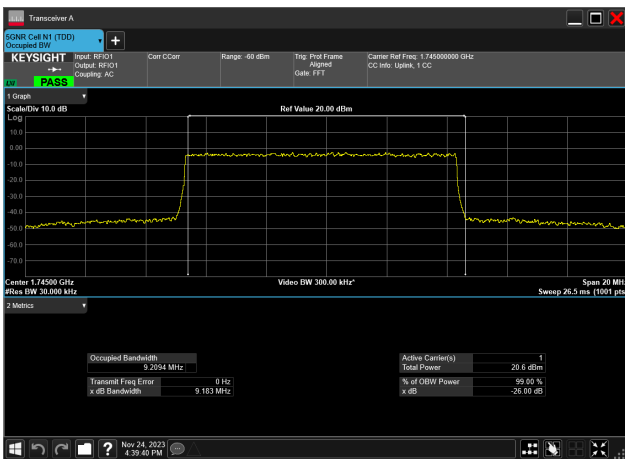 Transceiver A
5GNR Cell N1 (TDD)
Occupied BW
KEYSIGHT
PASS
Input: RFIO1
Output: RFIO1
Coupling: AC
Corr CCorr
Range: -60 dBm
Trig: Prot Frame
Aligned
Gate: FFT
Carrier Ref Freq: 1.745000000 GHz
CC Info: Uplink, 1 CC
1 Graph
Scale/Div 10.0 dB
Ref Value 20.00 dBm
Log
10.0
0.00
-10.0
-20.0
-30.0
-40.0
-50.0
-60.0
-70.0
Center 1.74500 GHz
Video BW 300.00 kHz*
Span 20 MHz
#Res BW 30.000 kHz
Sweep 26.5 ms (1001 pts
2 Metrics
Occupied Bandwidth
9.2094 MHz
Transmit Freq Error 0 Hz
x dB Bandwidth 9.183 MHz
Active Carrier(s) 1
Total Power 20.6 dBm
% of OBW Power 99.00 %
x dB -26.00 dB
Nov 24, 2023
4:39:40 PM